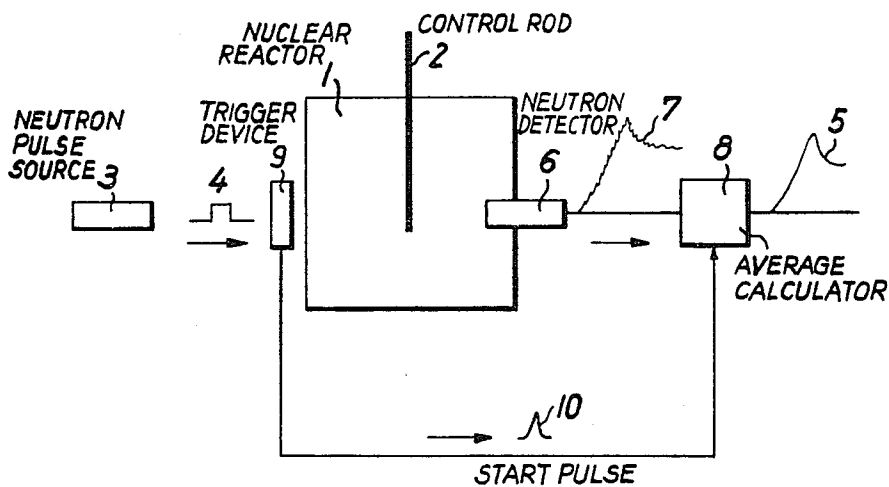 NUCLEAR
REACTOR
1
CONTROL ROD
2
NEUTRON
PULSE
SOURCE
3
4
TRIGGER
DEVICE
9
NEUTRON
DETECTOR
6
7
8
5
AVERAGE
CALCULATOR
10
START PULSE